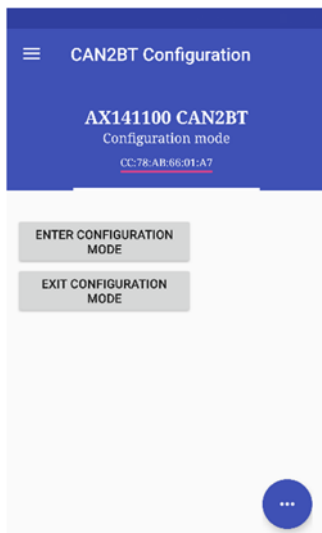 CAN2BT Configuration
AX141100 CAN2BT
Configuration mode
CC:78:AB:66:01:A7
ENTER CONFIGURATION
MODE
EXIT CONFIGURATION
MODE